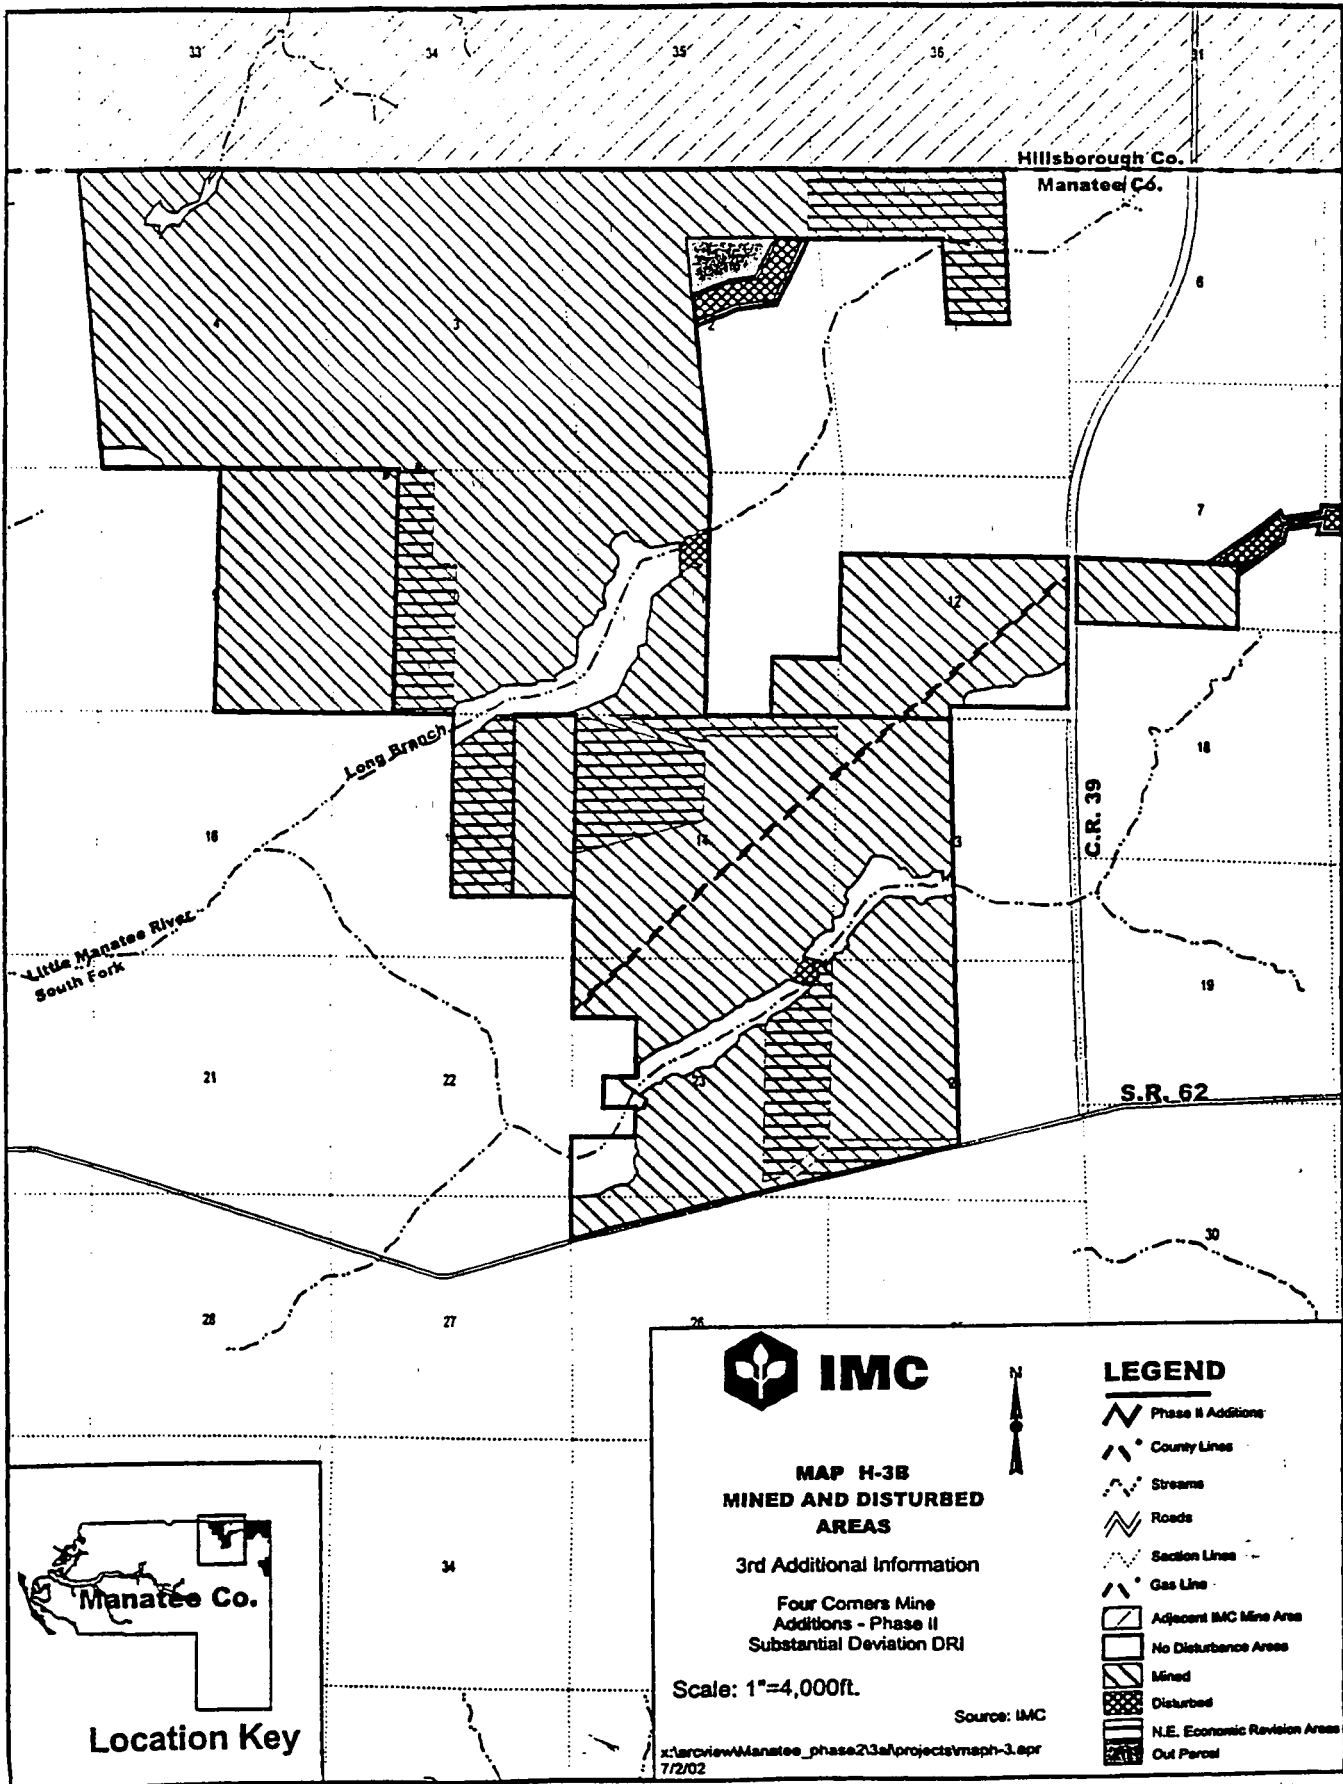 33 34 35 36 31
Hillsborough Co.
Manatee Co.
6
4 3 2 1
7
12
Long Branch
18
C.R. 39
16 14
Little Manatee River
South Fork
19
21 22 23
S.R. 62
30
28 27 26
IMC
N
MAP H-3B
MINED AND DISTURBED
AREAS
3rd Additional Information
Four Corners Mine
Additions - Phase II
Substantial Deviation DRI
Scale: 1"=4,000ft.
Source: IMC
x:\arcview\Manatee_phase2\3ai\projects\maph-3.apr
7/2/02
LEGEND
Phase II Additions
County Lines
Streams
Roads
Section Lines
Gas Line
Adjacent IMC Mine Area
No Disturbance Areas
Mined
Disturbed
N.E. Economic Revision Areas
Out Parcel
34
Manatee Co.
Location Key